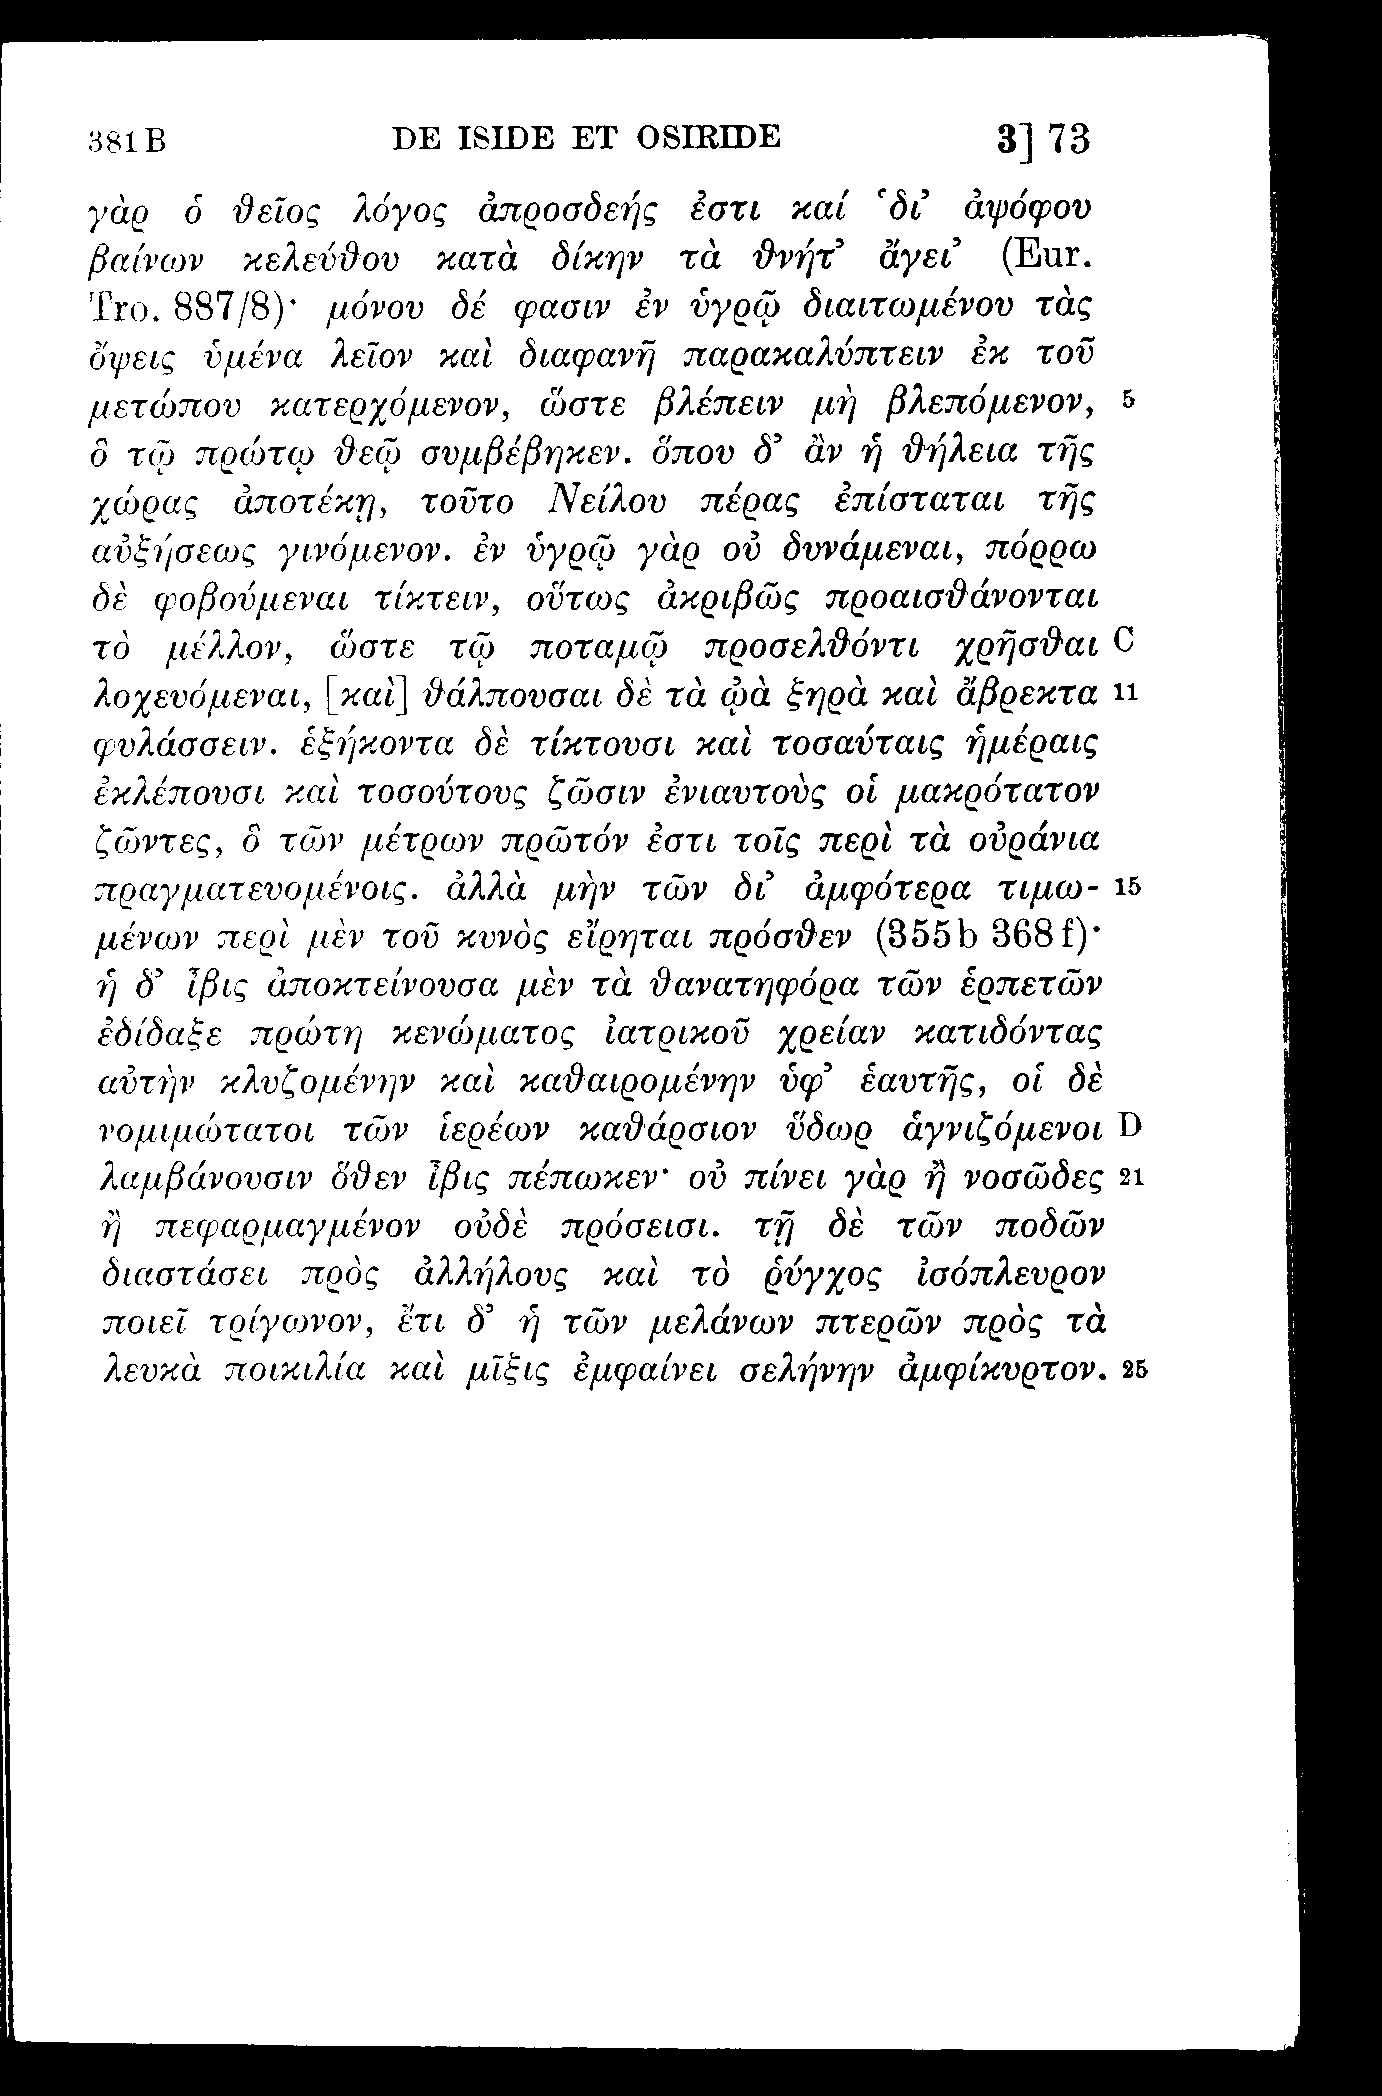 381 B DE ISIDE ET OSIRIDE 3] 73
γὰρ ὁ θεῖος λόγος ἀπροσδεής ἐστι καί ‘δι’ ἀψόφου
βαίνων κελεύθου κατὰ δίκην τὰ θνήτ’ ἄγει’ (Eur.
Tro. 887/8)· μόνου δέ φασιν ἐν ὑγρῷ διαιτωμένου τὰς
ὄψεις ὑμένα λεῖον καὶ διαφανῆ παρακαλύπτειν ἐκ τοῦ
μετώπου κατερχόμενον, ὥστε βλέπειν μὴ βλεπόμενον, 5
ὃ τῷ πρώτῳ θεῷ συμβέβηκεν. ὅπου δ’ ἂν ἡ θήλεια τῆς
χώρας ἀποτέκῃ, τοῦτο Νείλου πέρας ἐπίσταται τῆς
αὐξήσεως γινόμενον. ἐν ὑγρῷ γὰρ οὐ δυνάμεναι, πόρρω
δὲ φοβούμεναι τίκτειν, οὕτως ἀκριβῶς προαισθάνονται
τὸ μέλλον, ὥστε τῷ ποταμῷ προσελθόντι χρῆσθαι C
λοχευόμεναι, [καὶ] θάλπουσαι δὲ τὰ ᾠὰ ξηρὰ καὶ ἄβρεκτα 11
φυλάσσειν. ἑξήκοντα δὲ τίκτουσι καὶ τοσαύταις ἡμέραις
ἐκλέπουσι καὶ τοσούτους ζῶσιν ἐνιαυτοὺς οἱ μακρότατον
ζῶντες, ὃ τῶν μέτρων πρῶτόν ἐστι τοῖς περὶ τὰ οὐράνια
πραγματευομένοις. ἀλλὰ μὴν τῶν δι’ ἀμφότερα τιμω- 15
μένων περὶ μὲν τοῦ κυνὸς εἴρηται πρόσθεν (355b 368f)·
ἡ δ’ ἶβις ἀποκτείνουσα μὲν τὰ θανατηφόρα τῶν ἑρπετῶν
ἐδίδαξε πρώτη κενώματος ἰατρικοῦ χρείαν κατιδόντας
αὐτὴν κλυζομένην καὶ καθαιρομένην ὑφ’ ἑαυτῆς, οἱ δὲ
νομιμώτατοι τῶν ἱερέων καθάρσιον ὕδωρ ἁγνιζόμενοι D
λαμβάνουσιν ὅθεν ἶβις πέπωκεν· οὐ πίνει γὰρ ἢ νοσῶδες 21
ἢ πεφαρμαγμένον οὐδὲ πρόσεισι. τῇ δὲ τῶν ποδῶν
διαστάσει πρὸς ἀλλήλους καὶ τὸ ῥύγχος ἰσόπλευρον
ποιεῖ τρίγωνον, ἔτι δ’ ἡ τῶν μελάνων πτερῶν πρὸς τὰ
λευκὰ ποικιλία καὶ μῖξις ἐμφαίνει σελήνην ἀμφίκυρτον. 25